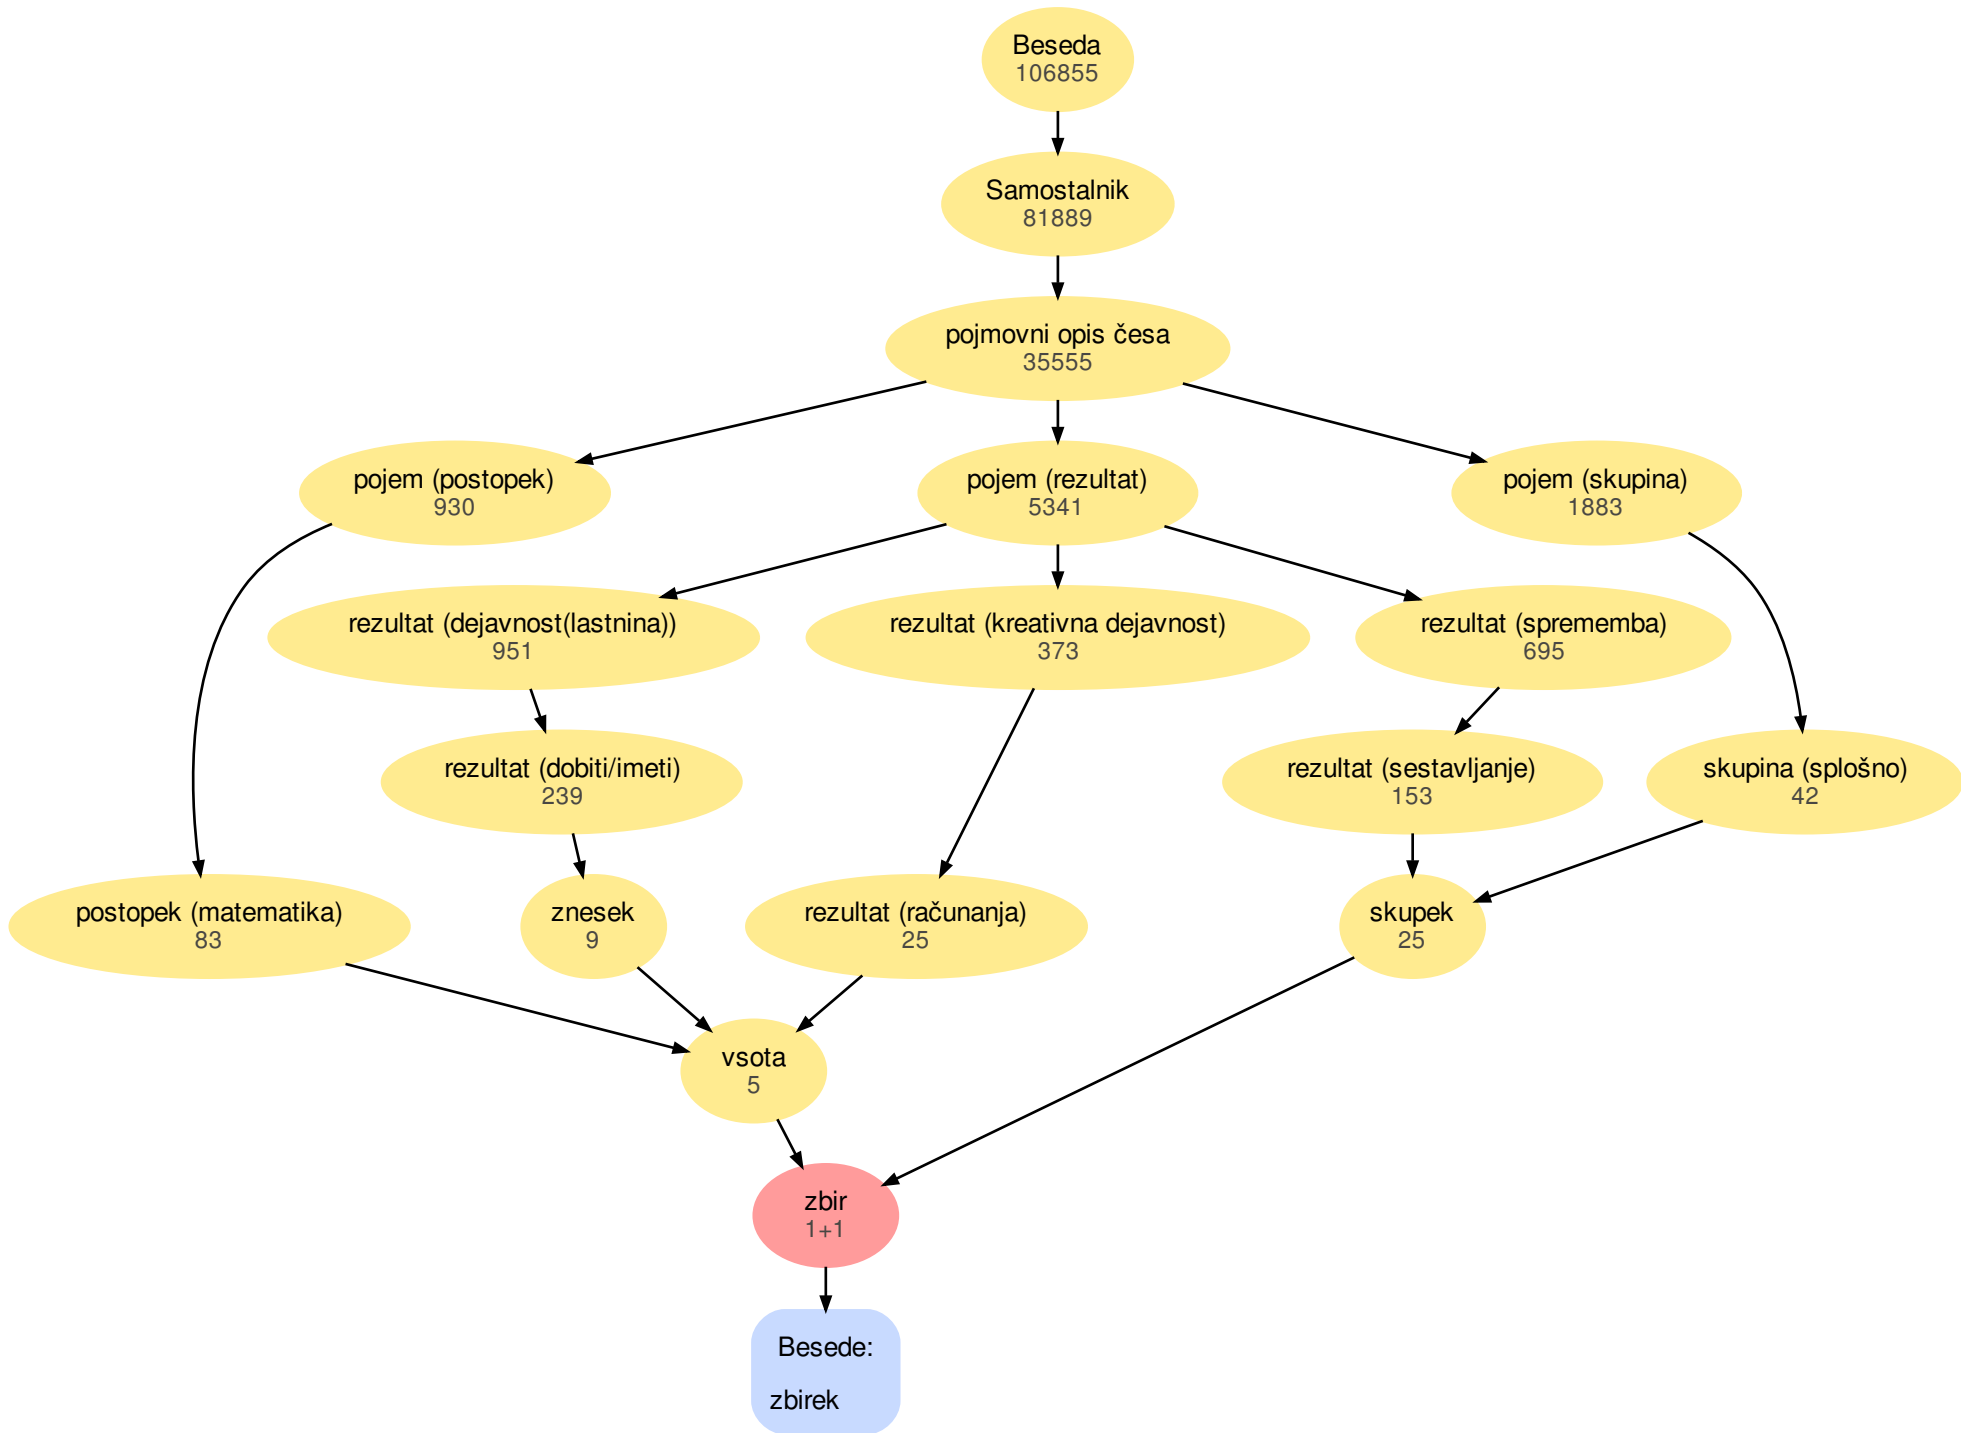 Beseda
106855
Samostalnik
81889
pojmovni opis česa
35555
pojem (postopek)
930
pojem (rezultat)
5341
pojem (skupina)
1883
rezultat (dejavnost(lastnina))
951
rezultat (kreativna dejavnost)
373
rezultat (sprememba)
695
rezultat (dobiti/imeti)
239
rezultat (sestavljanje)
153
skupina (splošno)
42
postopek (matematika)
83
znesek
9
rezultat (računanja)
25
skupek
25
vsota
5
zbir
1+1
Besede:
zbirek